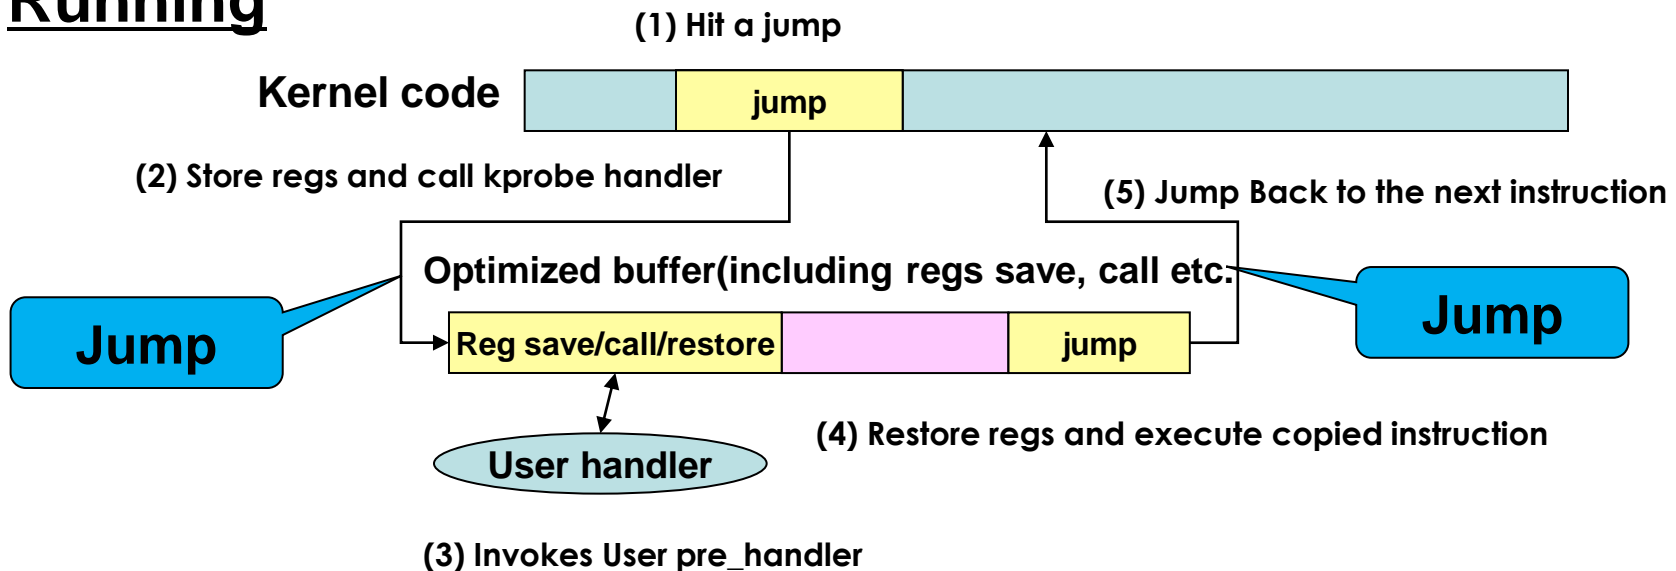 Running
(1) Hit a jump
Kernel code
jump
(2) Store regs and call kprobe handler
(5) Jump Back to the next instruction
Optimized buffer(including regs save, call etc.
Jump
Jump
Reg save/call/restore
jump
(4) Restore regs and execute copied instruction
User handler
(3) Invokes User pre_handler